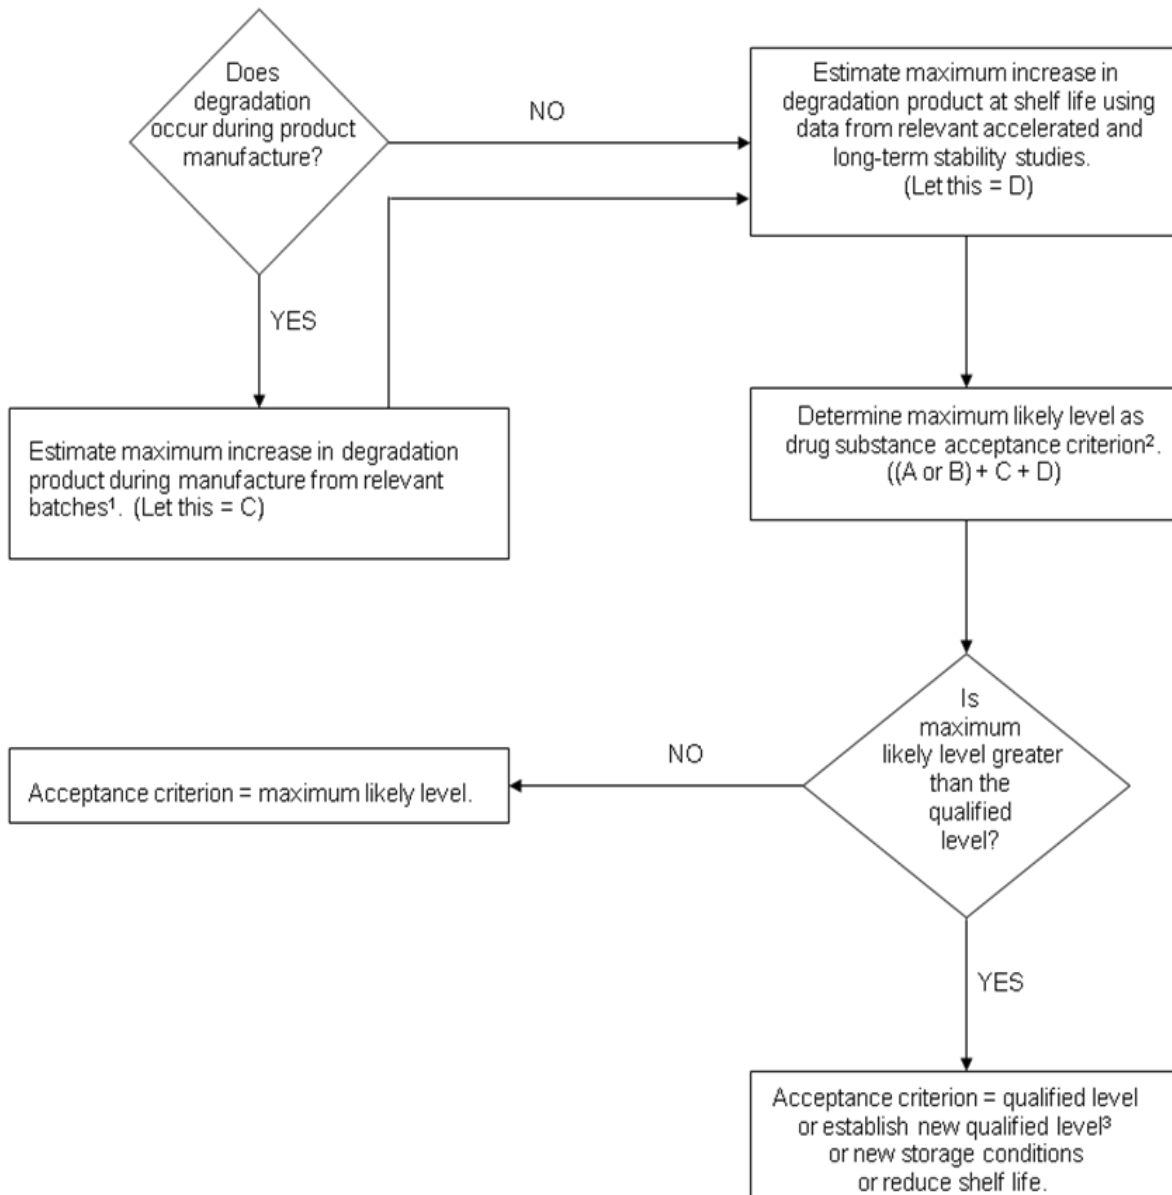 Does
degradation
occur during product
manufacture?
NO
Estimate maximum increase in
degradation product at shelf life using
data from relevant accelerated and
long-term stability studies.
(Let this = D)
YES
Estimate maximum increase in degradation
product during manufacture from relevant
batches¹. (Let this = C)
Determine maximum likely level as
drug substance acceptance criterion².
((A or B) + C + D)
Is
maximum
likely level greater
than the
qualified
level?
NO
Acceptance criterion = maximum likely level.
YES
Acceptance criterion = qualified level
or establish new qualified level³
or new storage conditions
or reduce shelf life.